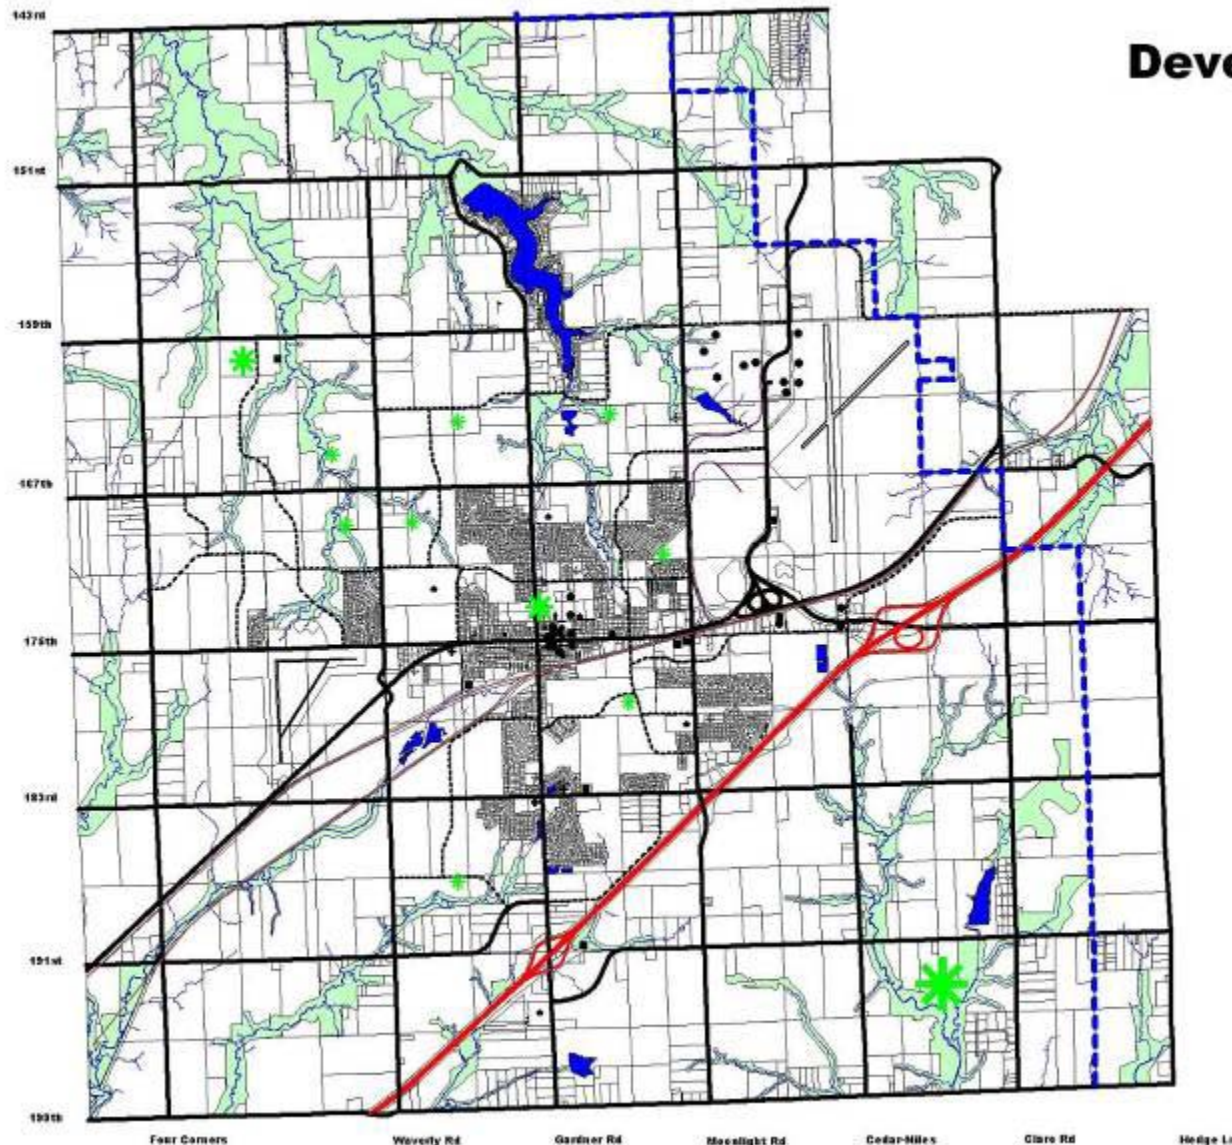 143rd
Deve
151st
159th
167th
175th
183rd
191st
199th
Four Corners
Waverly Rd
Gardner Rd
Moonlight Rd
Cedar-Niles
Clare Rd
Hedge L